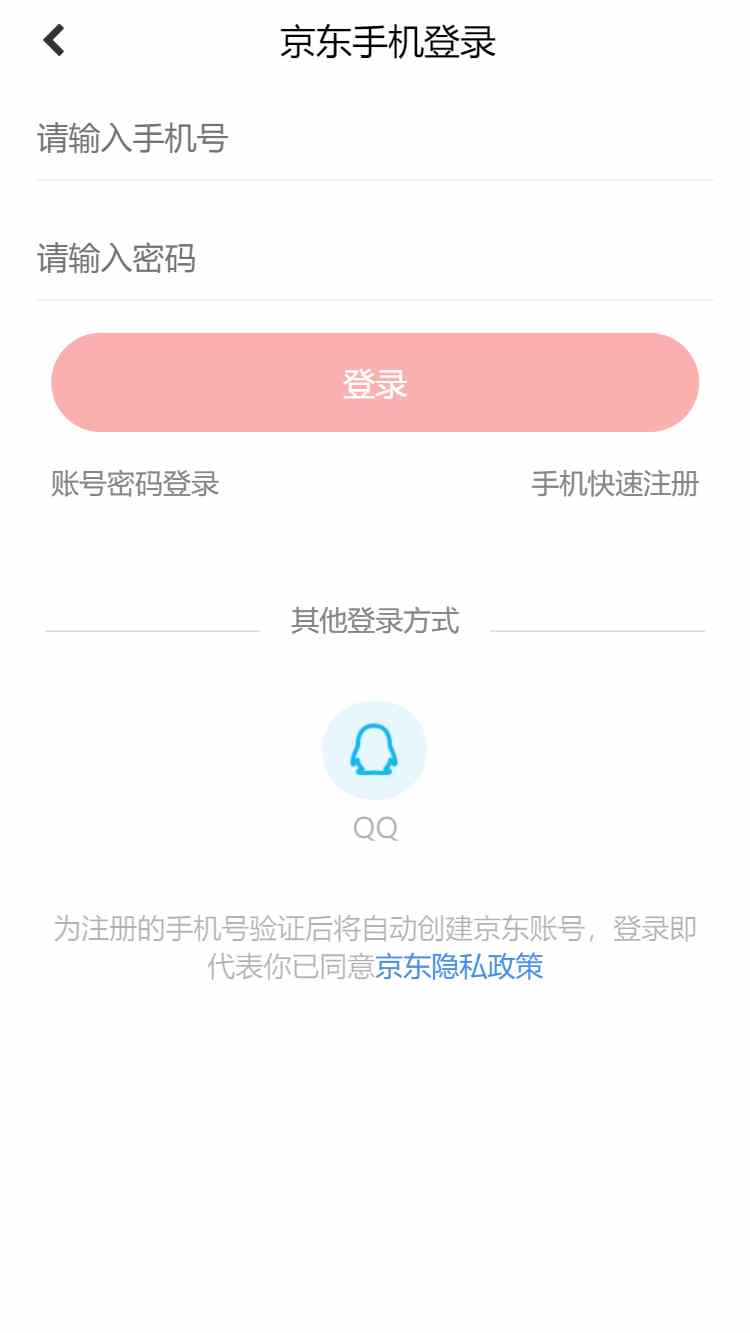 京东手机登录
请输入手机号
请输入密码
登录
账号密码登录
手机快速注册
其他登录方式
QQ
为注册的手机号验证后将自动创建京东账号，登录即
代表你已同意京东隐私政策